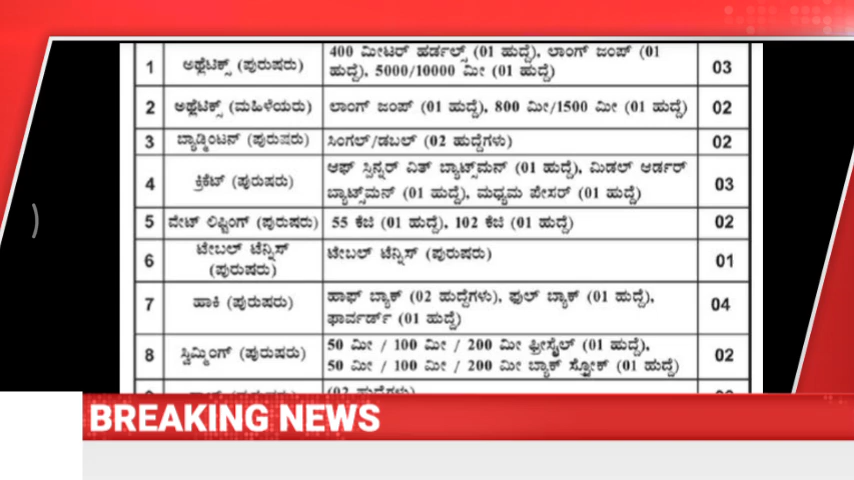 1 ಅಥ್ಲೆಟಿಕ್ಸ್ (ಪುರುಷರು) 400 ಮೀಟರ್ ಹರ್ಡಲ್ಸ್ (01 ಹುದ್ದೆ), ಲಾಂಗ್ ಜಂಪ್ (01
ಹುದ್ದೆ), 5000/10000 ಮೀ (01 ಹುದ್ದೆ) 03
2 ಅಥ್ಲೆಟಿಕ್ಸ್ (ಮಹಿಳೆಯರು) ಲಾಂಗ್ ಜಂಪ್ (01 ಹುದ್ದೆ), 800 ಮೀ/1500 ಮೀ (01 ಹುದ್ದೆ) 02
3 ಬ್ಯಾಡ್ಮಿಂಟನ್ (ಪುರುಷರು) ಸಿಂಗಲ್/ಡಬಲ್ (02 ಹುದ್ದೆಗಳು) 02
4 ಕ್ರಿಕೆಟ್ (ಪುರುಷರು) ಆಫ್ ಸ್ಪಿನ್ನರ್ ವಿತ್ ಬ್ಯಾಟ್ಸ್‌ಮನ್ (01 ಹುದ್ದೆ), ಮಿಡಲ್ ಆರ್ಡರ್
ಬ್ಯಾಟ್ಸ್‌ಮನ್ (01 ಹುದ್ದೆ), ಮಧ್ಯಮ ಪೇಸರ್ (01 ಹುದ್ದೆ) 03
5 ವೇಟ್ ಲಿಫ್ಟಿಂಗ್ (ಪುರುಷರು) 55 ಕೆಜಿ (01 ಹುದ್ದೆ), 102 ಕೆಜಿ (01 ಹುದ್ದೆ) 02
6 ಟೇಬಲ್ ಟೆನ್ನಿಸ್
(ಪುರುಷರು) ಟೇಬಲ್ ಟೆನ್ನಿಸ್ (ಪುರುಷರು) 01
7 ಹಾಕಿ (ಪುರುಷರು) ಹಾಫ್ ಬ್ಯಾಕ್ (02 ಹುದ್ದೆಗಳು), ಫುಲ್ ಬ್ಯಾಕ್ (01 ಹುದ್ದೆ),
ಫಾರ್ವರ್ಡ್ (01 ಹುದ್ದೆ) 04
8 ಸ್ವಿಮ್ಮಿಂಗ್ (ಪುರುಷರು) 50 ಮೀ / 100 ಮೀ / 200 ಮೀ ಫ್ರೀಸ್ಟೈಲ್ (01 ಹುದ್ದೆ),
50 ಮೀ / 100 ಮೀ / 200 ಮೀ ಬ್ಯಾಕ್ ಸ್ಟ್ರೋಕ್ (01 ಹುದ್ದೆ) 02
(02 ಹುದ್ದೆಗಳು)
BREAKING NEWS